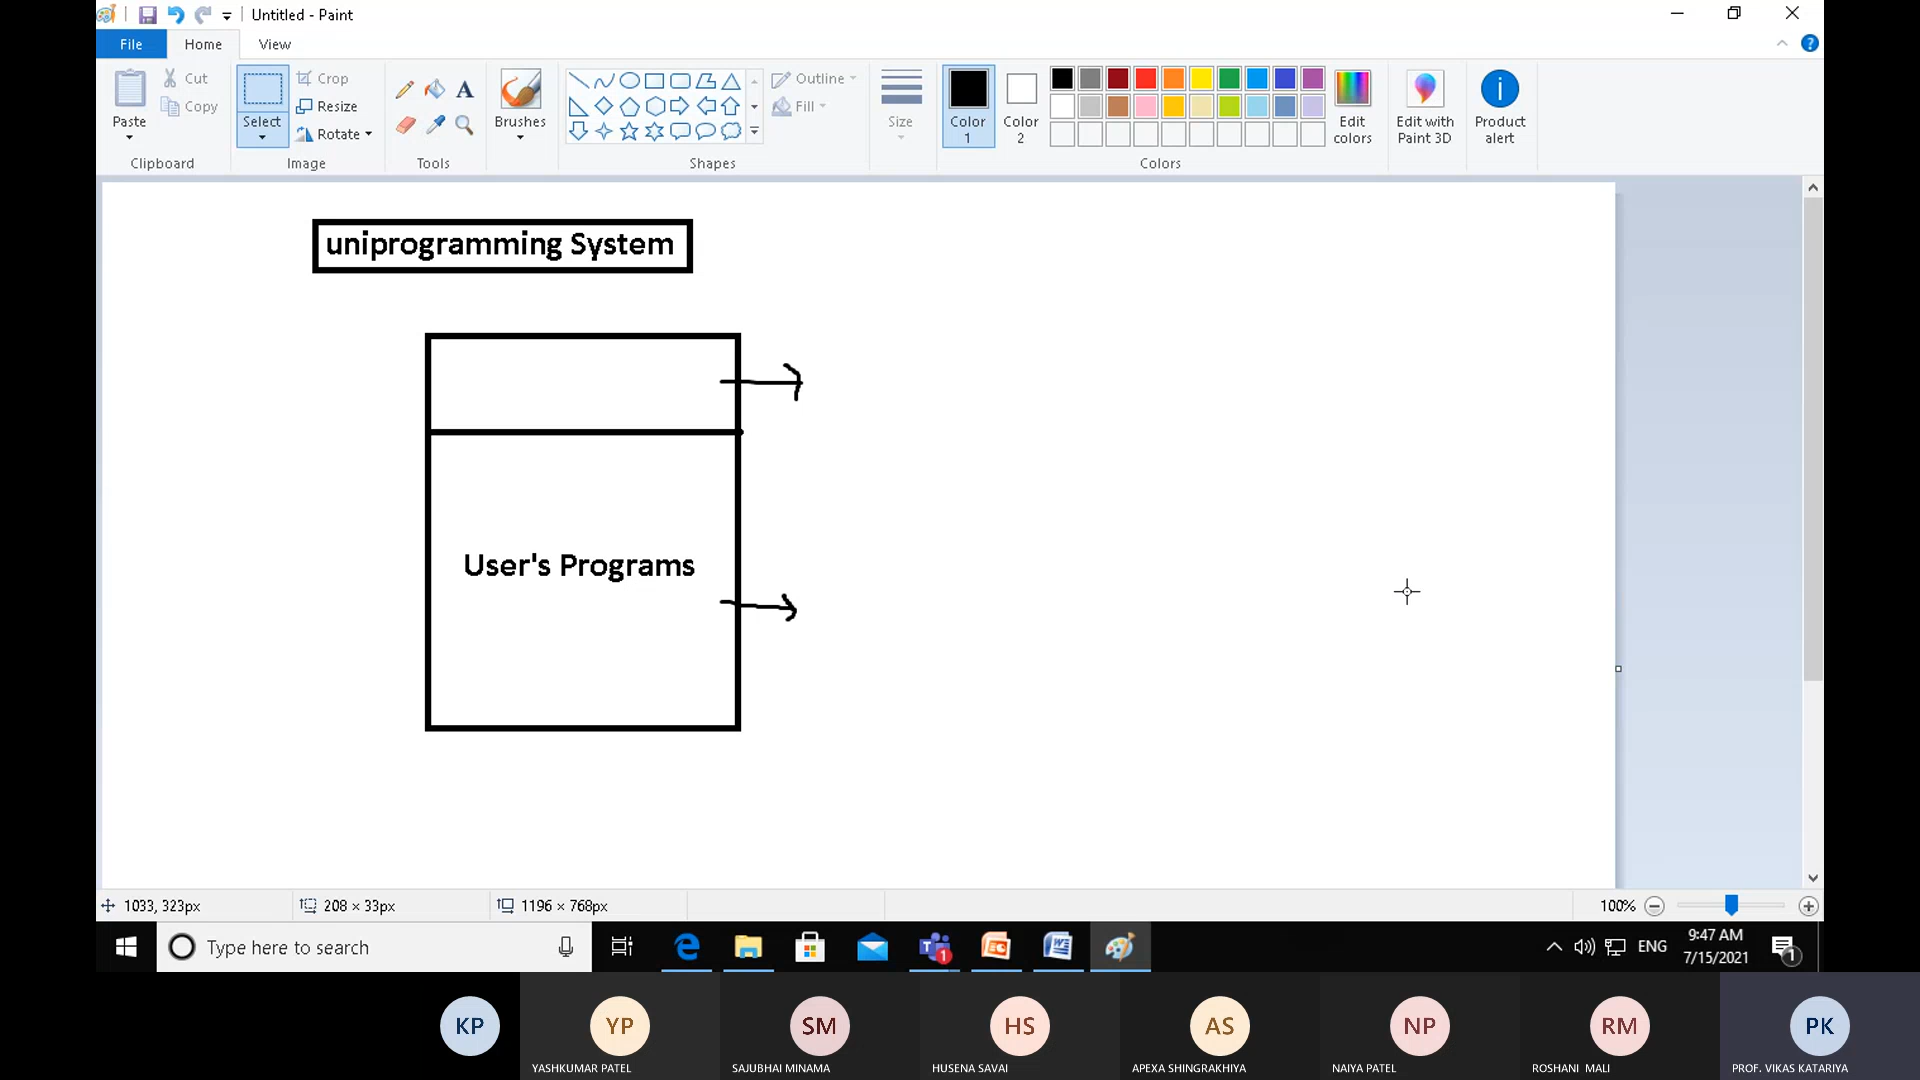 Untitled - Paint
File Home View
Paste
Cut
Copy
Clipboard
Select
Crop
Resize
Rotate
Image
A
Tools
Brushes
Shapes
Outline
Fill
Size
Color 1
Color 2
Edit colors
Colors
Edit with Paint 3D
Product alert
uniprogramming System
User's Programs
1033, 323px 208 × 33px 1196 × 768px 100%
Type here to search
1
ENG
9:47 AM
7/15/2021
1
KP YP SM HS AS NP RM PK
YASHKUMAR PATEL SAJUBHAI MINAMA HUSENA SAVAI APEXA SHINGRAKHIYA NAIYA PATEL ROSHANI MALI PROF. VIKAS KATARIYA